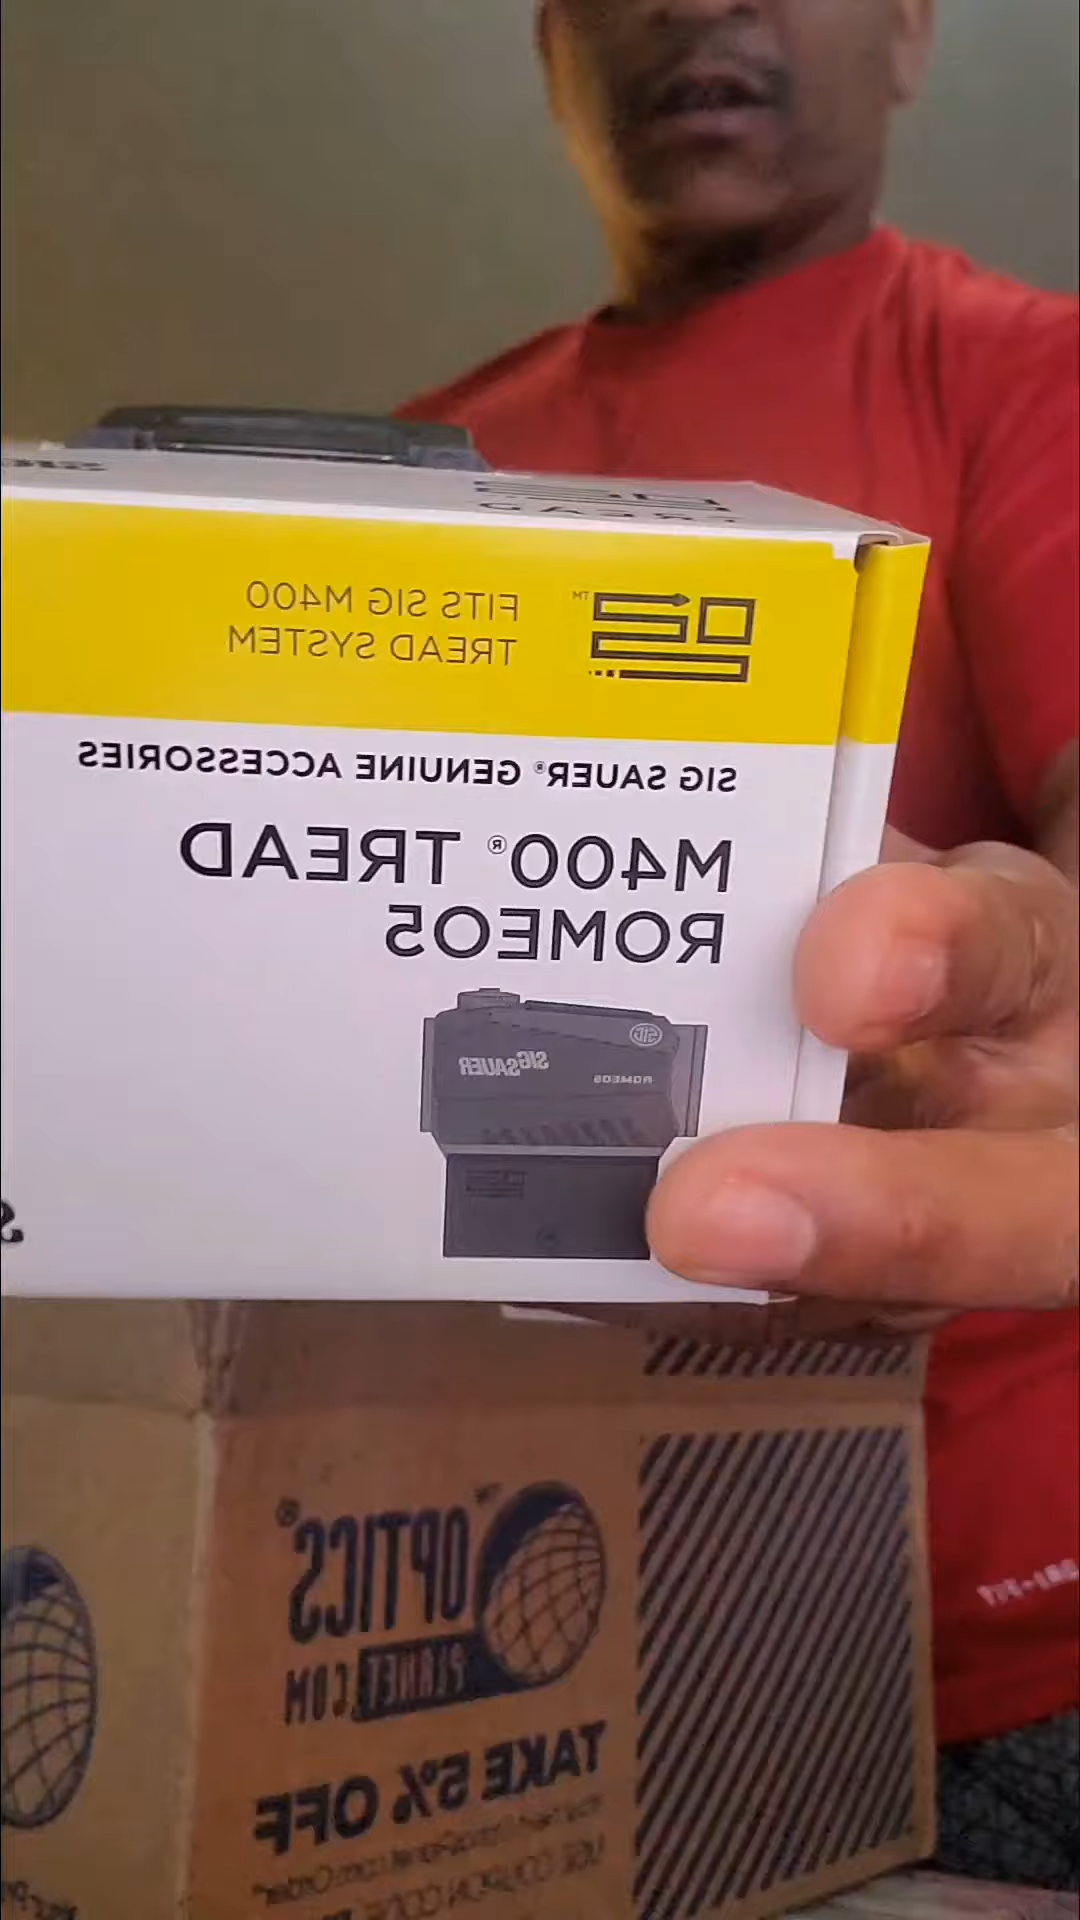 FITS SIG M400
TREAD SYSTEM
SIG SAUER® GENUINE ACCESSORIES
M400® TREAD
ROMEO5
SIG
SIG SAUER
ROMEO5
OPTICS®
PLANET.COM
TAKE 5% OFF